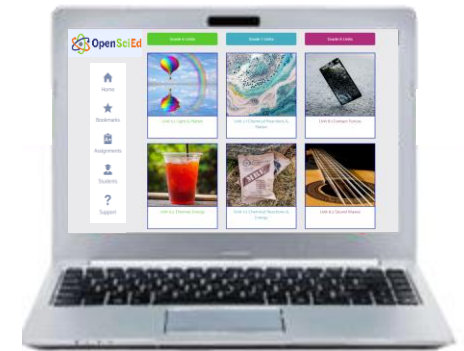 OpenSciEd
Grade 6 Units
Grade 7 Units
Grade 8 Units
Home
Bookmarks
Assignments
Students
Support
Unit 6.1 Light & Matter
Unit 7.1 Chemical Reactions &
Matter
Unit 8.1 Contact Forces
Unit 6.2 Thermal Energy
Unit 7.2 Chemical Reactions &
Energy
Unit 8.2 Sound Waves
MRE